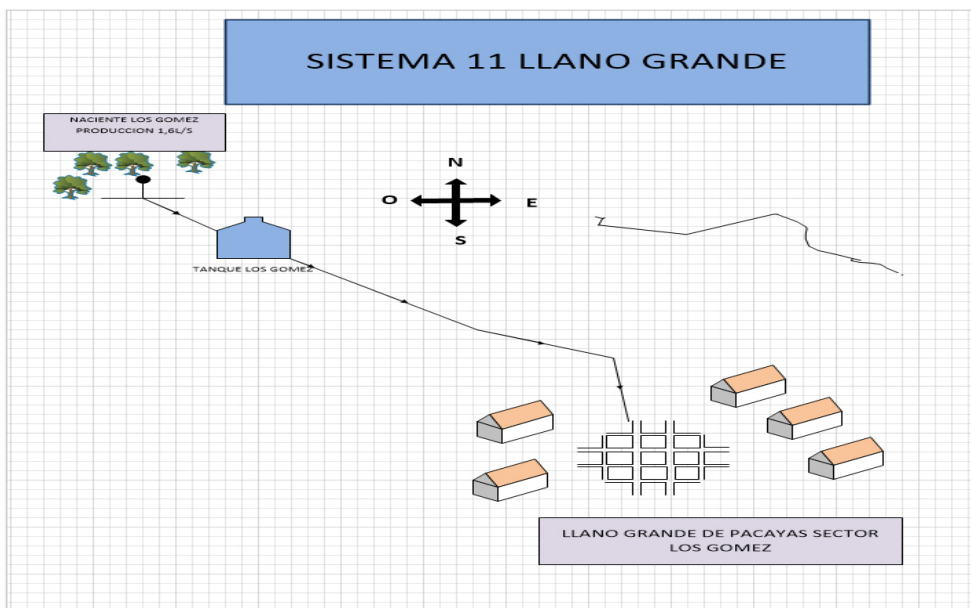 SISTEMA 11 LLANO GRANDE
NACIENTE LOS GOMEZ
PRODUCCION 1,6L/S
N
O
E
S
TANQUE LOS GOMEZ
LLANO GRANDE DE PACAYAS SECTOR
LOS GOMEZ